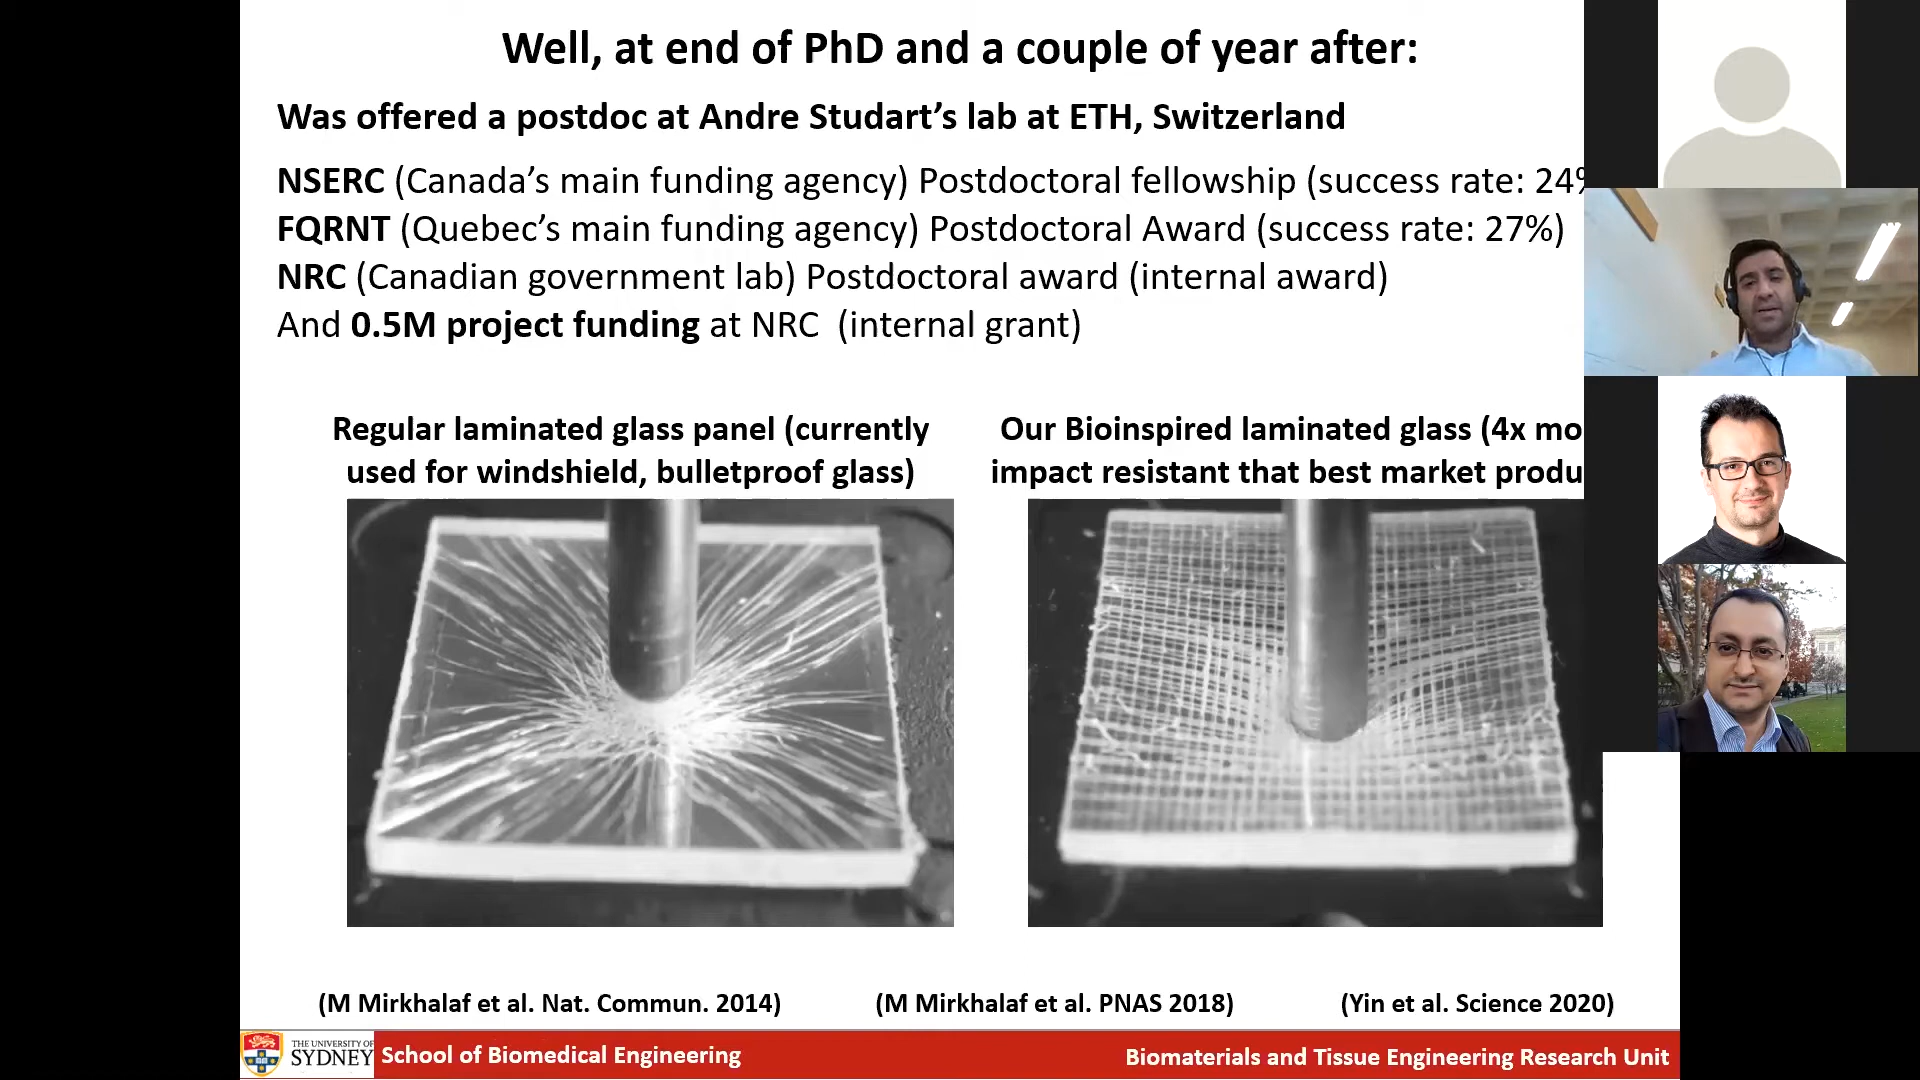 Well, at end of PhD and a couple of year after:
Was offered a postdoc at Andre Studart’s lab at ETH, Switzerland
NSERC (Canada’s main funding agency) Postdoctoral fellowship (success rate: 24%
FQRNT (Quebec’s main funding agency) Postdoctoral Award (success rate: 27%)
NRC (Canadian government lab) Postdoctoral award (internal award)
And 0.5M project funding at NRC (internal grant)
Regular laminated glass panel (currently
used for windshield, bulletproof glass)
Our Bioinspired laminated glass (4x mo
impact resistant that best market produ
(M Mirkhalaf et al. Nat. Commun. 2014)
(M Mirkhalaf et al. PNAS 2018)
(Yin et al. Science 2020)
THE UNIVERSITY OF
SYDNEY
School of Biomedical Engineering
Biomaterials and Tissue Engineering Research Unit